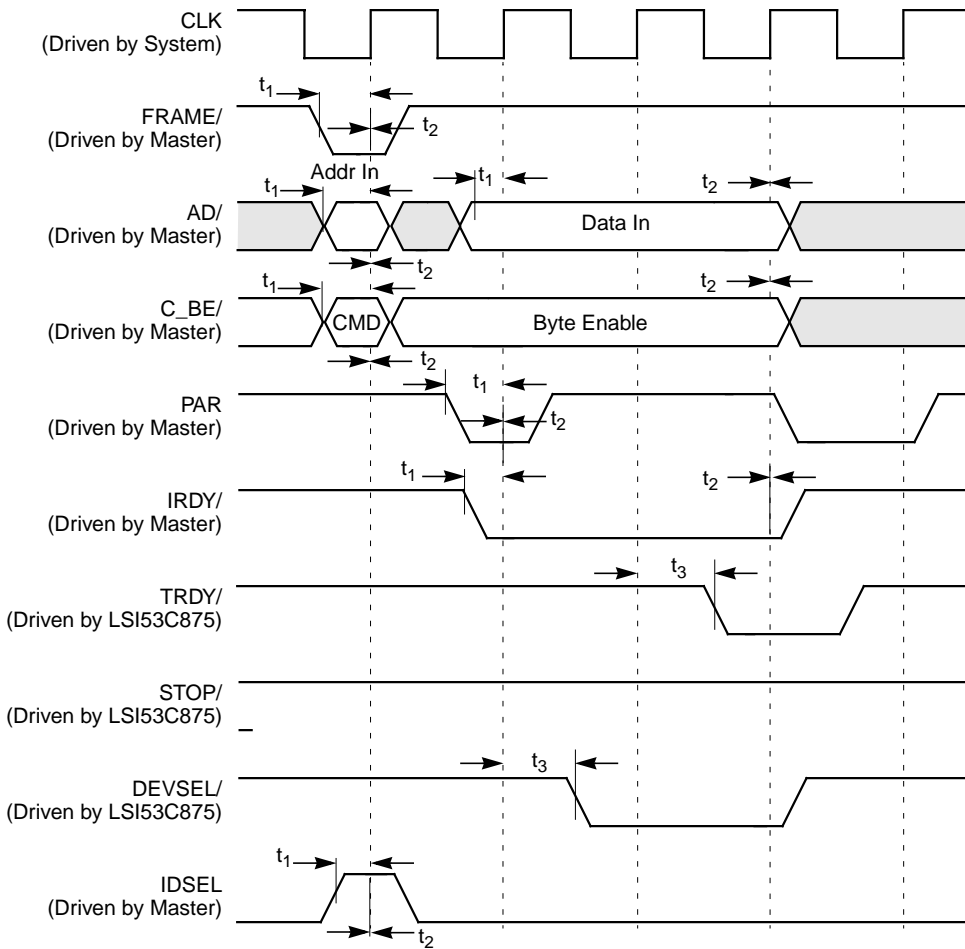 CLK
(Driven by System)
t1
FRAME/
(Driven by Master)
t2
Addr In
t1
t1
t2
AD/
(Driven by Master)
Data In
t2
t1
t2
C_BE/
(Driven by Master)
CMD
Byte Enable
t2
t1
PAR
(Driven by Master)
t2
t1
t2
IRDY/
(Driven by Master)
t3
TRDY/
(Driven by LSI53C875)
STOP/
(Driven by LSI53C875)
t3
DEVSEL/
(Driven by LSI53C875)
t1
IDSEL
(Driven by Master)
t2